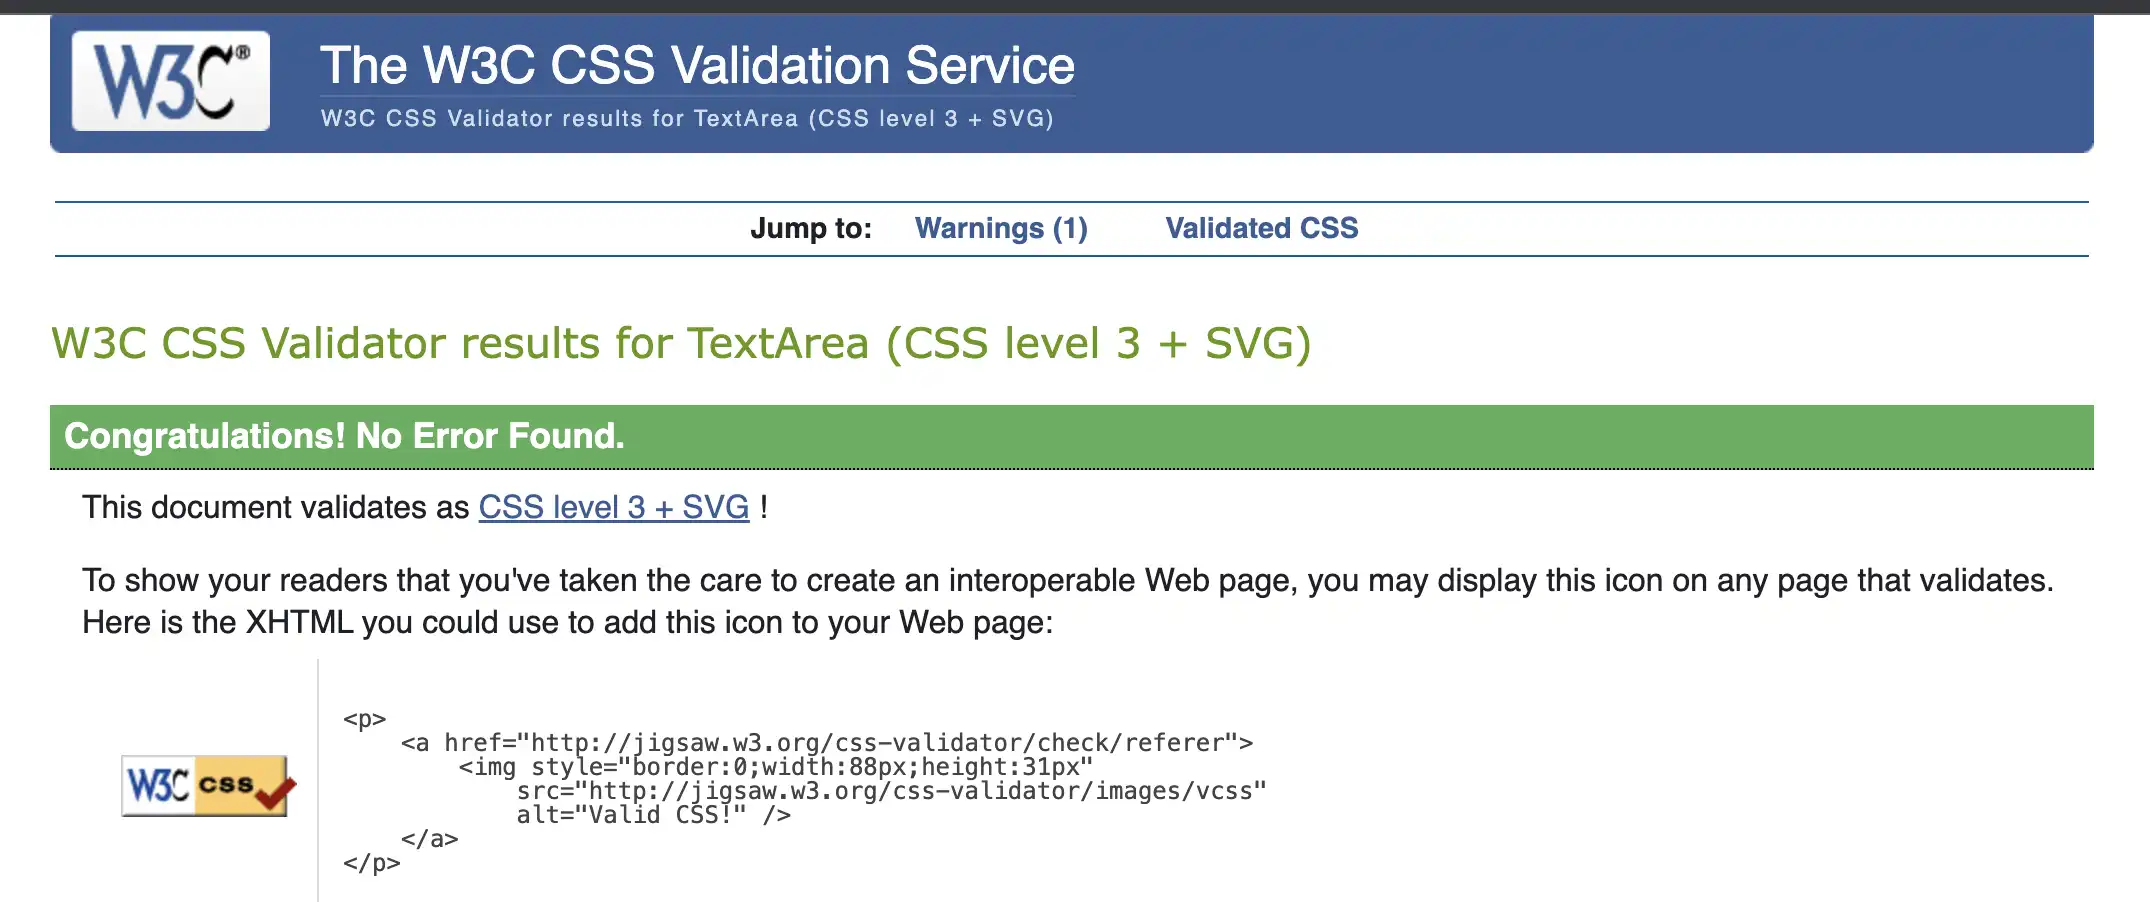 W3C®
The W3C CSS Validation Service
W3C CSS Validator results for TextArea (CSS level 3 + SVG)
Jump to: Warnings (1) Validated CSS
W3C CSS Validator results for TextArea (CSS level 3 + SVG)
Congratulations! No Error Found.
This document validates as CSS level 3 + SVG !
To show your readers that you've taken the care to create an interoperable Web page, you may display this icon on any page that validates.
Here is the XHTML you could use to add this icon to your Web page:
W3C css
<p>
    <a href="http://jigsaw.w3.org/css-validator/check/referer">
        <img style="border:0;width:88px;height:31px"
            src="http://jigsaw.w3.org/css-validator/images/vcss"
            alt="Valid CSS!" />
    </a>
</p>